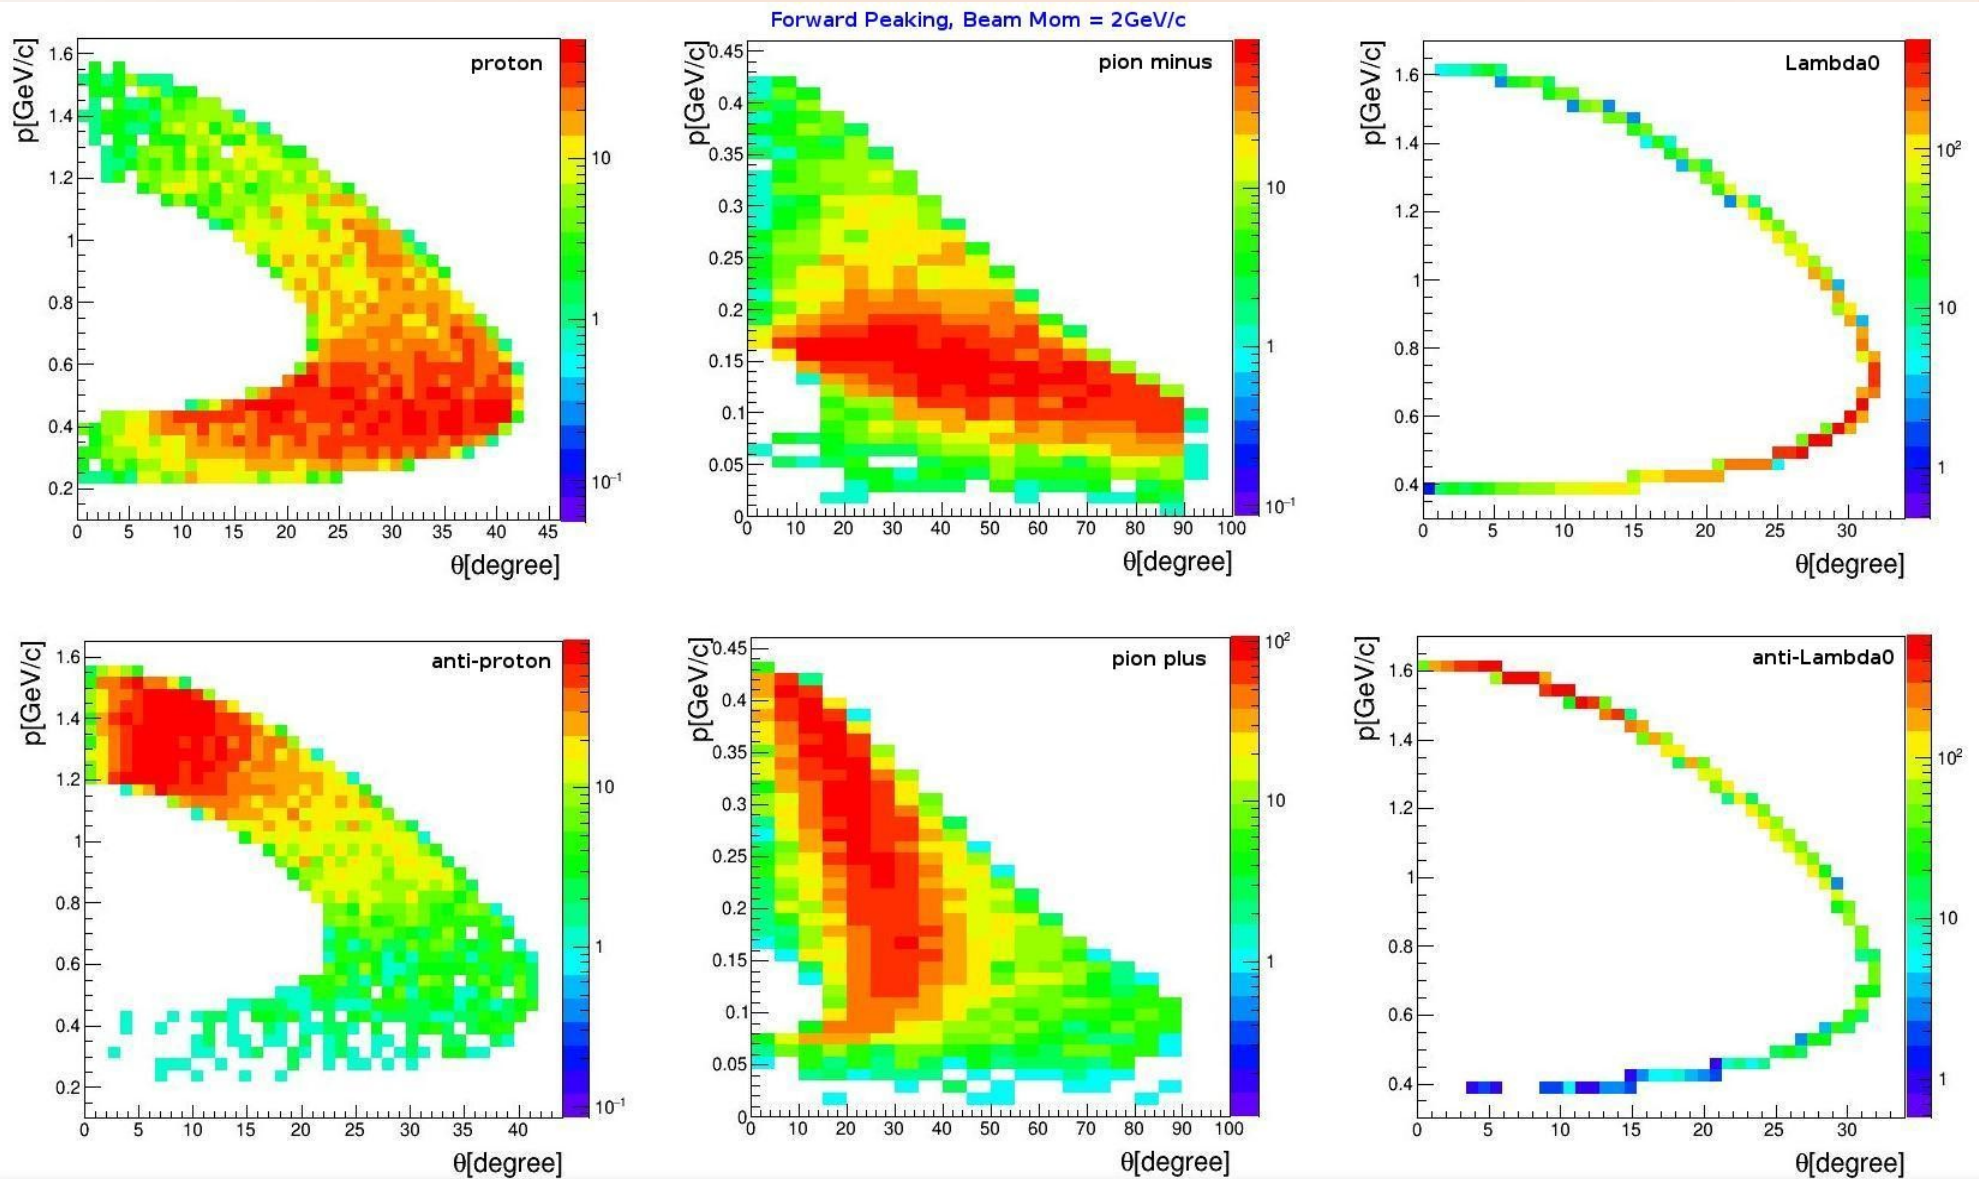 Forward Peaking, Beam Mom = 2GeV/c
p[GeV/c]
proton
1.6
1.4
1.2
1
0.8
0.6
0.4
0.2
0 5 10 15 20 25 30 35 40 45
θ[degree]
10
1
10⁻¹
p[GeV/c]
pion minus
0.45
0.4
0.35
0.3
0.25
0.2
0.15
0.1
0.05
0
10 20 30 40 50 60 70 80 90 100
θ[degree]
10
1
10⁻¹
p[GeV/c]
Lambda0
1.6
1.4
1.2
1
0.8
0.6
0.4
0 5 10 15 20 25 30
θ[degree]
10²
10
1
p[GeV/c]
anti-proton
1.6
1.4
1.2
1
0.8
0.6
0.4
0.2
0 5 10 15 20 25 30 35 40
θ[degree]
10
1
10⁻¹
p[GeV/c]
pion plus
0.45
0.4
0.35
0.3
0.25
0.2
0.15
0.1
0.05
0
0 10 20 30 40 50 60 70 80 90 100
θ[degree]
10²
10
1
p[GeV/c]
anti-Lambda0
1.6
1.4
1.2
1
0.8
0.6
0.4
0 5 10 15 20 25 30
θ[degree]
10²
10
1